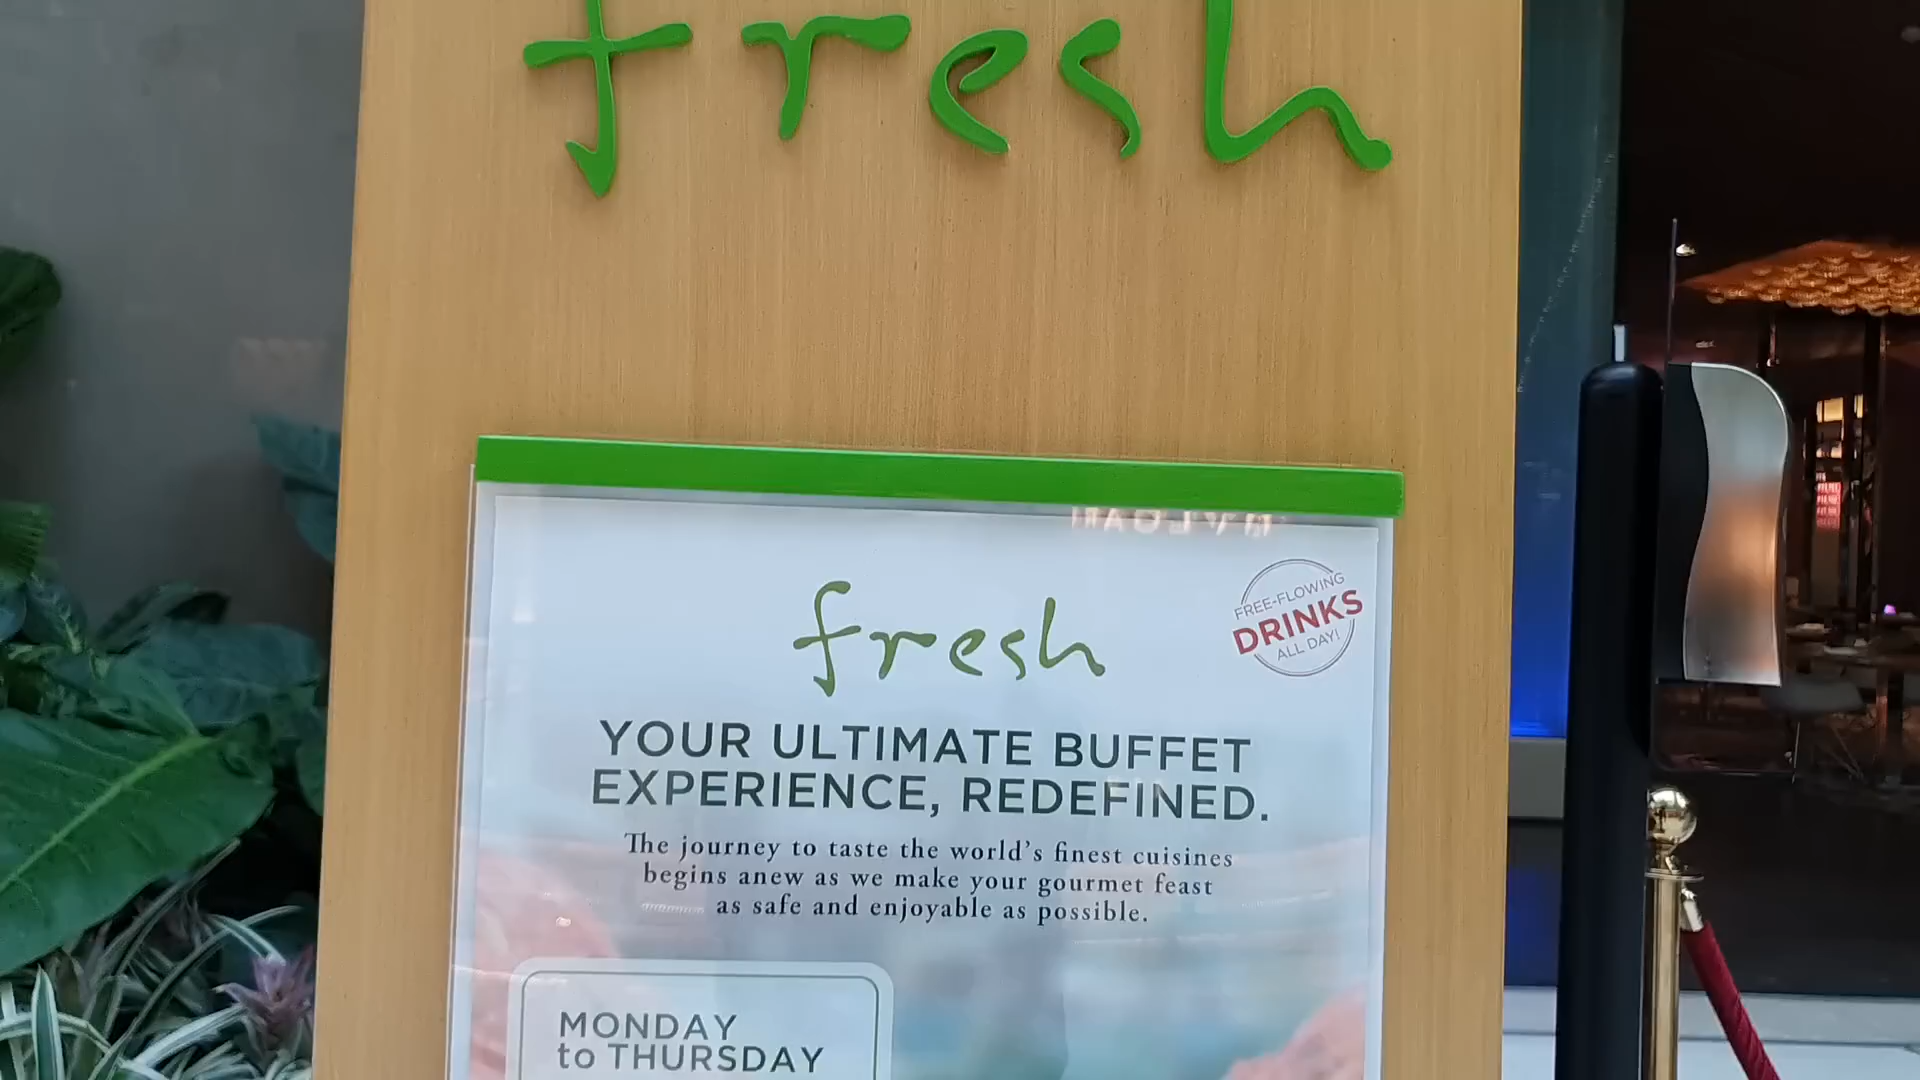 fresh
fresh
FREE-FLOWING
DRINKS
ALL DAY!
YOUR ULTIMATE BUFFET
EXPERIENCE, REDEFINED.
The journey to taste the world's finest cuisines
begins anew as we make your gourmet feast
as safe and enjoyable as possible.
MONDAY
to THURSDAY